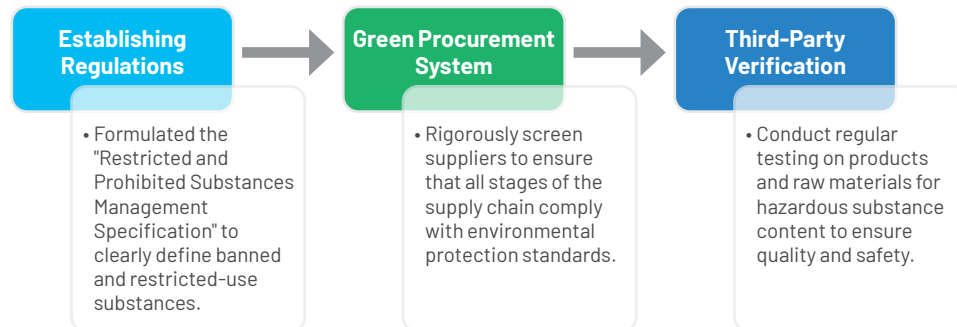 Establishing
Regulations
• Formulated the
"Restricted and
Prohibited Substances
Management
Specification" to
clearly define banned
and restricted-use
substances.
Green Procurement
System
• Rigorously screen
suppliers to ensure
that all stages of the
supply chain comply
with environmental
protection standards.
Third-Party
Verification
• Conduct regular
testing on products
and raw materials for
hazardous substance
content to ensure
quality and safety.